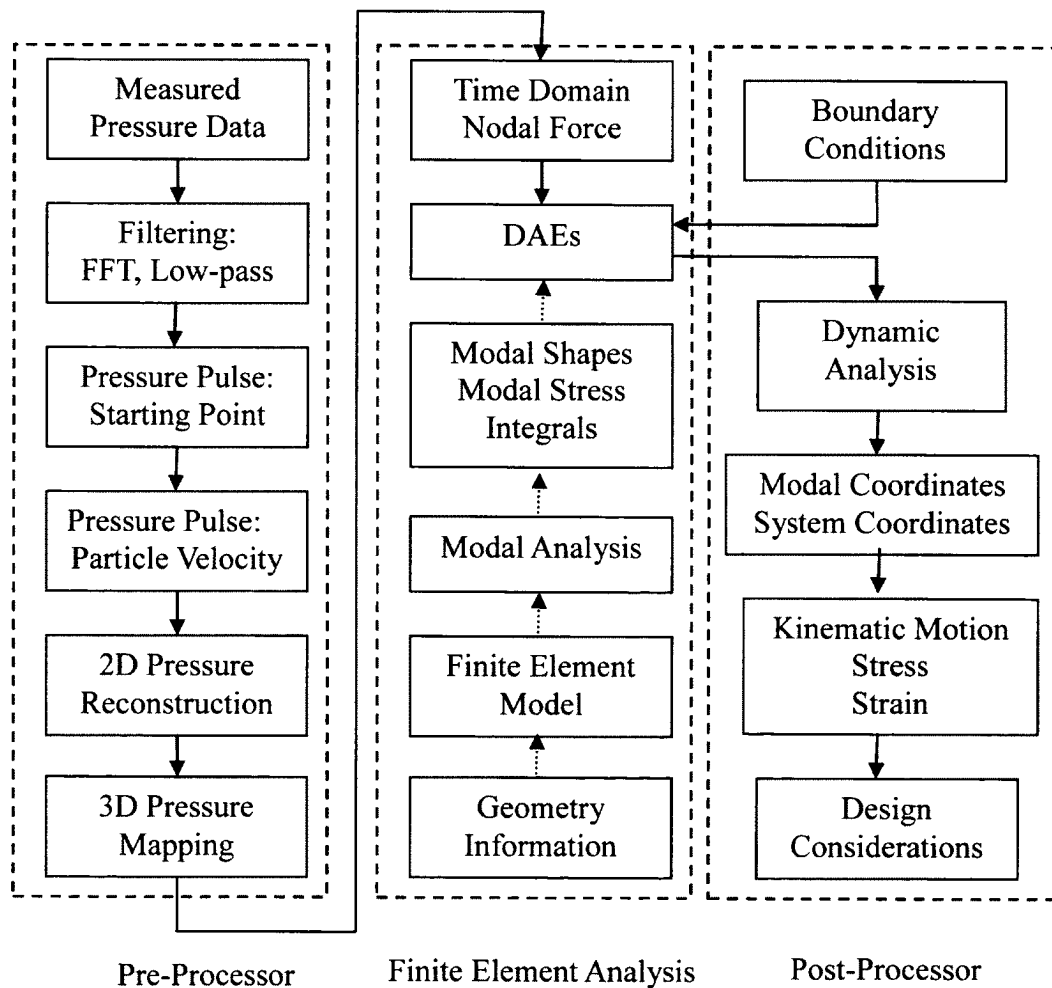 Measured
Pressure Data
Filtering:
FFT, Low-pass
Pressure Pulse:
Starting Point
Pressure Pulse:
Particle Velocity
2D Pressure
Reconstruction
3D Pressure
Mapping
Pre-Processor
Time Domain
Nodal Force
DAEs
Modal Shapes
Modal Stress
Integrals
Modal Analysis
Finite Element
Model
Geometry
Information
Finite Element Analysis
Boundary
Conditions
Dynamic
Analysis
Modal Coordinates
System Coordinates
Kinematic Motion
Stress
Strain
Design
Considerations
Post-Processor